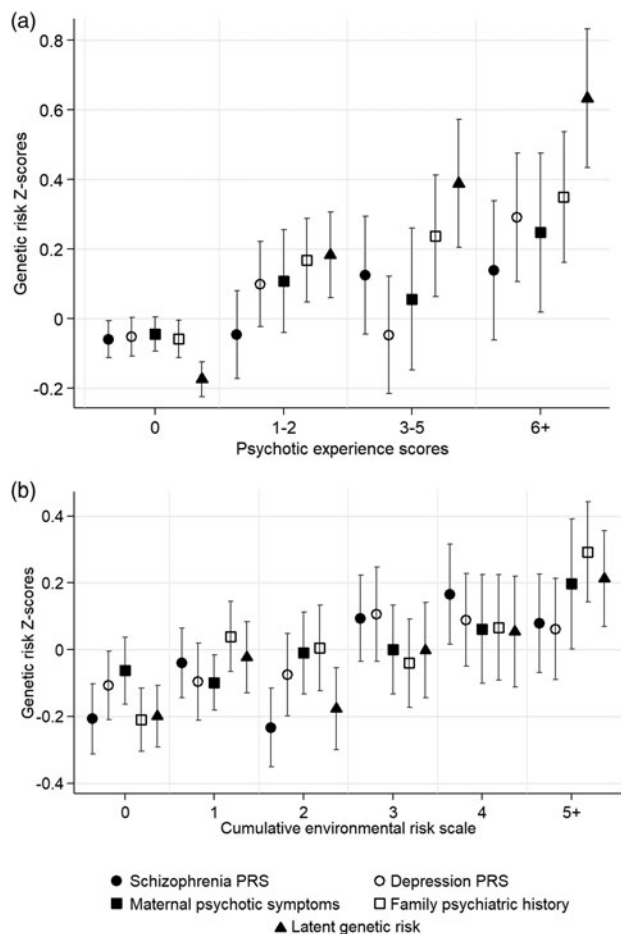 (a)
0.8
0.6
0.4
0.2
0
-0.2
Genetic risk Z-scores
0 1-2 3-5 6+
Psychotic experience scores
(b)
0.4
0.2
0
-0.2
-0.4
Genetic risk Z-scores
0 1 2 3 4 5+
Cumulative environmental risk scale
Schizophrenia PRS Depression PRS
Maternal psychotic symptoms Family psychiatric history
Latent genetic risk